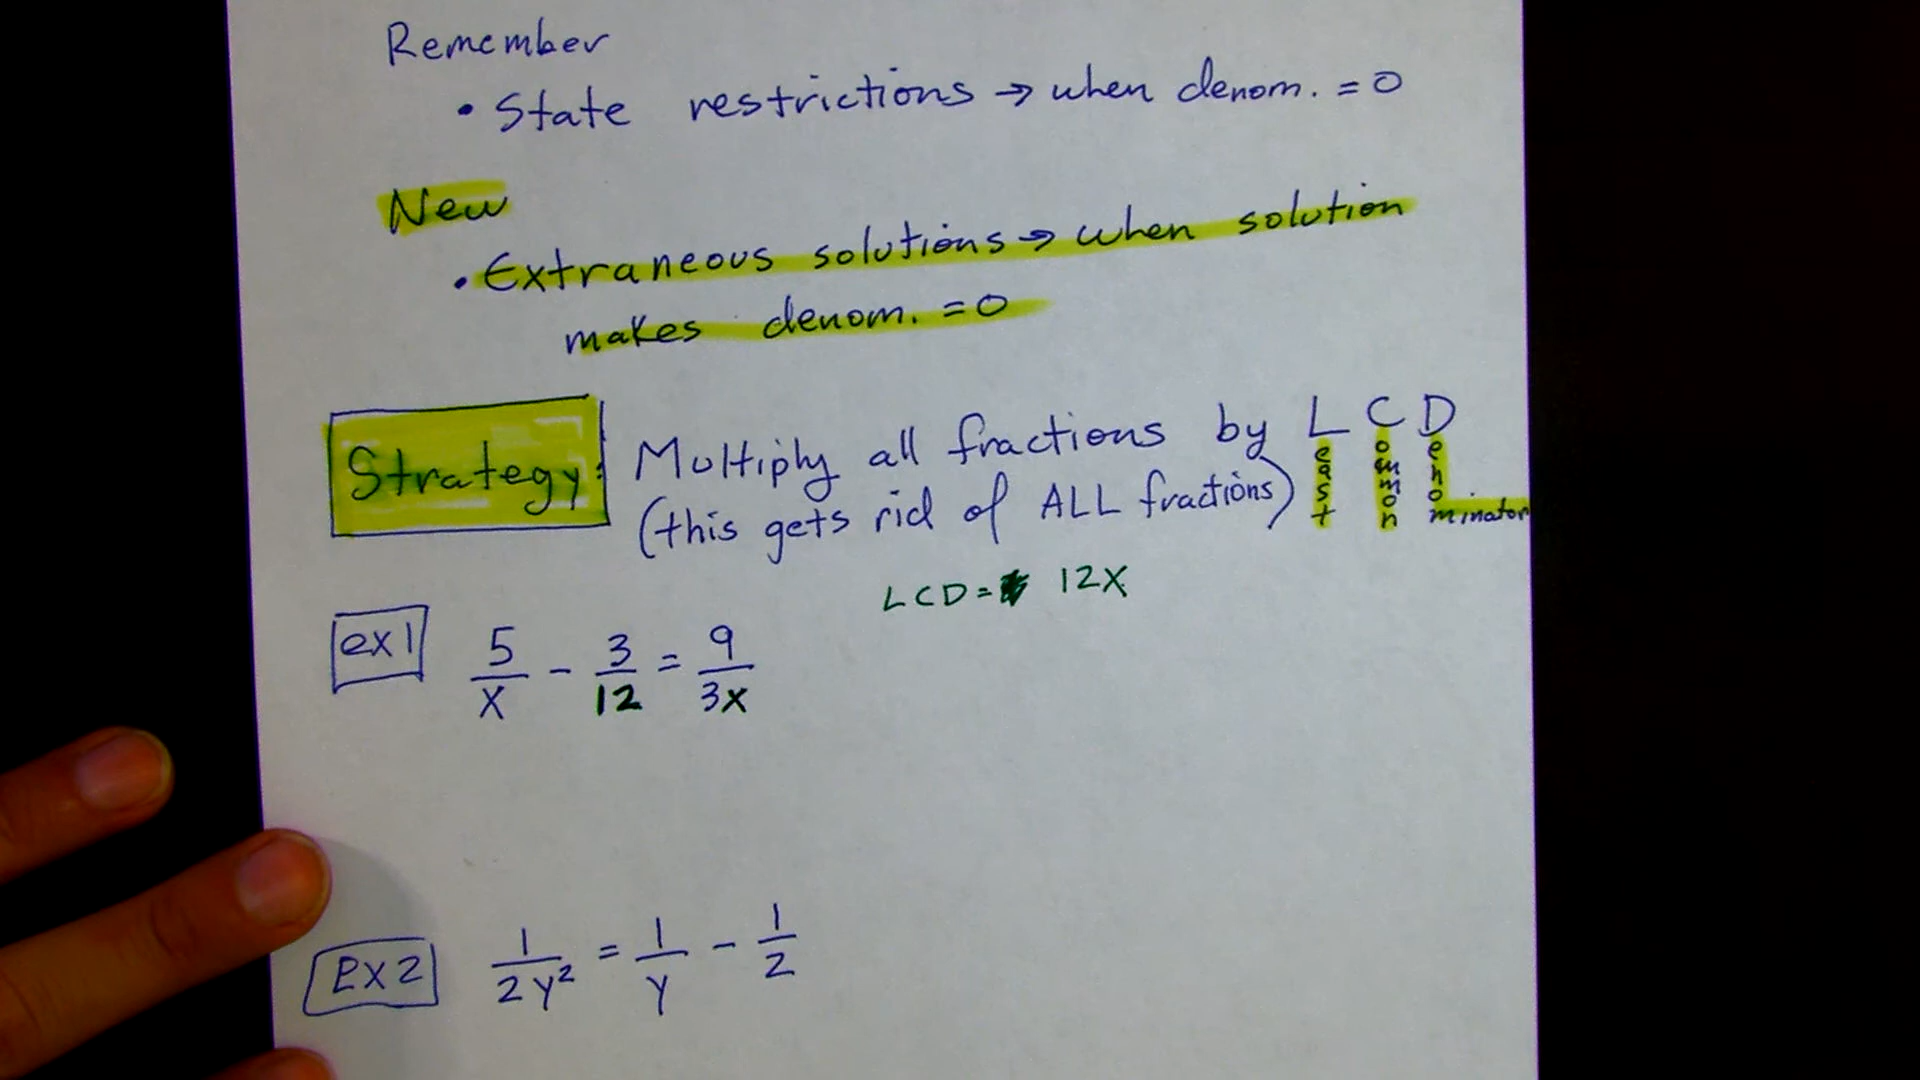 Remember
• State restrictions → when denom. = 0
New
• Extraneous solutions → when solution
makes denom. = 0
Strategy: Multiply all fractions by Least Common Denominator
(this gets rid of ALL fractions)
LCD = 12x
ex1 5/x - 3/12 = 9/3x
Ex2 1/2y² = 1/y - 1/2